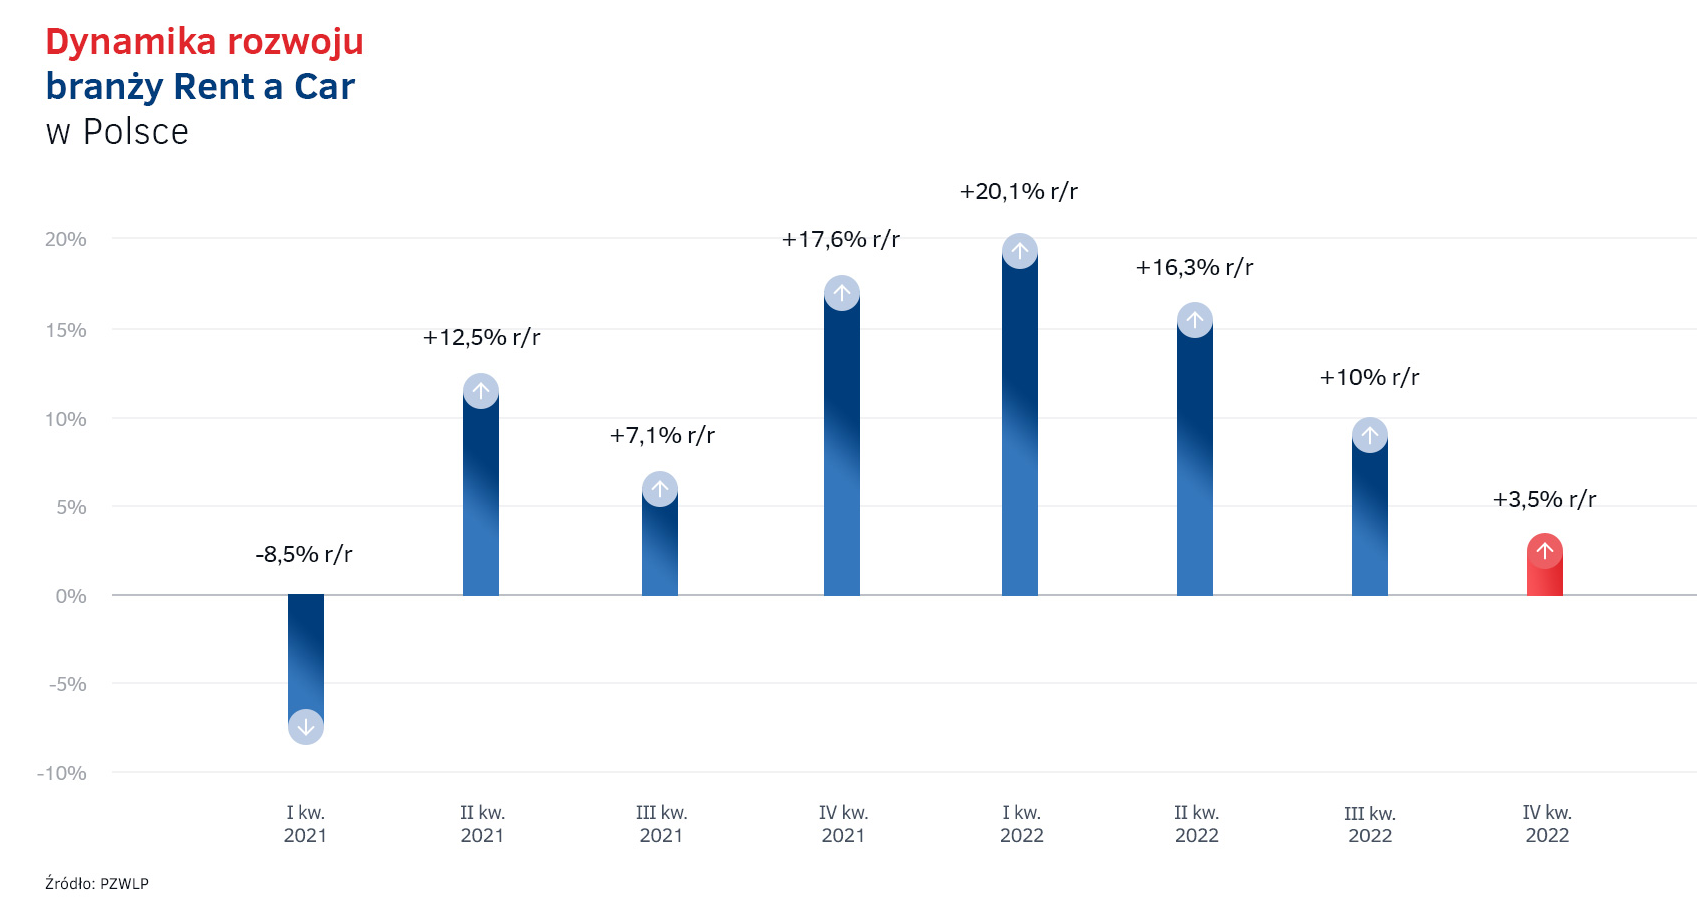 Dynamika rozwoju
branży Rent a Car
w Polsce
20%
15%
10%
5%
0%
-5%
-10%
-8,5% r/r
+12,5% r/r
+7,1% r/r
+17,6% r/r
+20,1% r/r
+16,3% r/r
+10% r/r
+3,5% r/r
I kw.
2021
II kw.
2021
III kw.
2021
IV kw.
2021
I kw.
2022
II kw.
2022
III kw.
2022
IV kw.
2022
Źródło: PZWLP